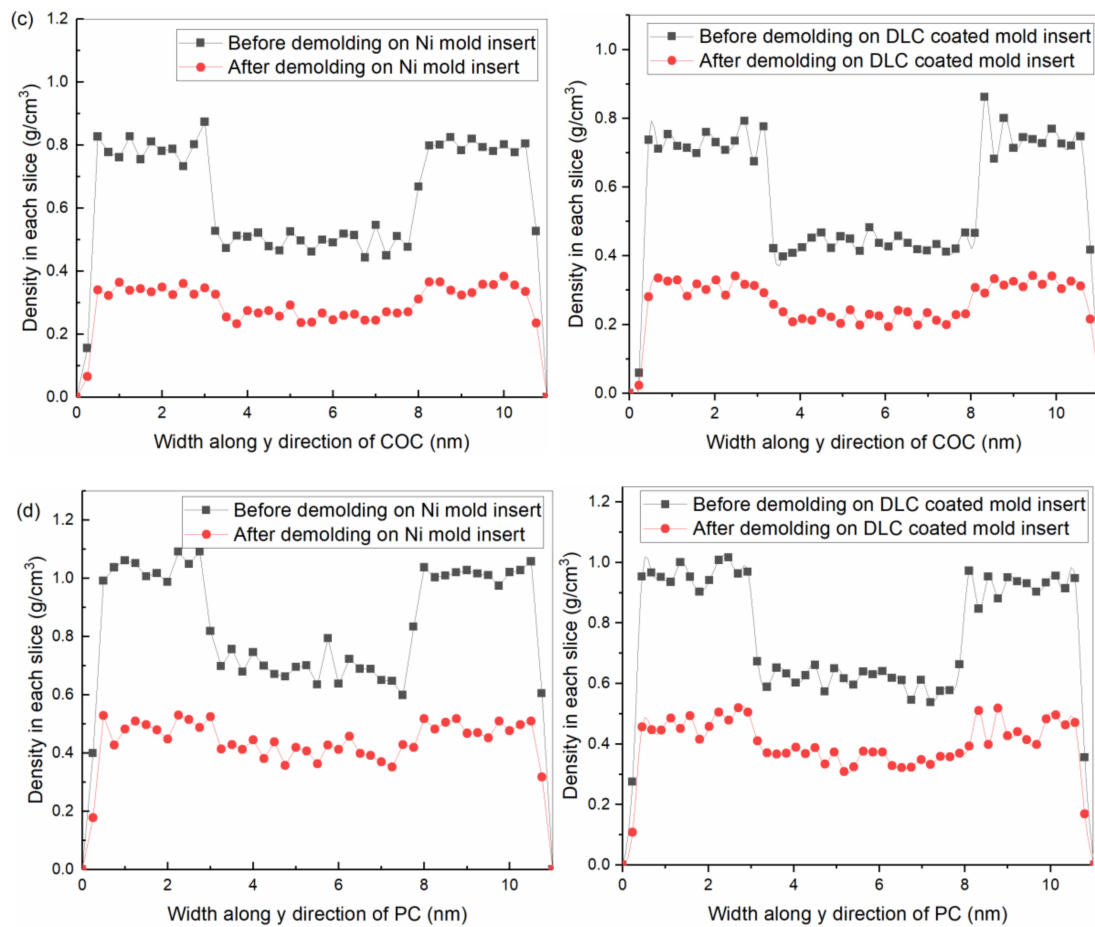 (c)
Before demolding on Ni mold insert
After demolding on Ni mold insert
Density in each slice (g/cm³)
1.2
1.0
0.8
0.6
0.4
0.2
0.0
0 2 4 6 8 10
Width along y direction of COC (nm)
Before demolding on DLC coated mold insert
After demolding on DLC coated mold insert
Density in each slice (g/cm³)
1.0
0.8
0.6
0.4
0.2
0.0
0 2 4 6 8 10
Width along y direction of COC (nm)
(d)
Before demolding on Ni mold insert
After demolding on Ni mold insert
Density in each slice (g/cm³)
1.2
1.0
0.8
0.6
0.4
0.2
0.0
0 2 4 6 8 10
Width along y direction of PC (nm)
Before demolding on DLC coated mold insert
After demolding on DLC coated mold insert
Density in each slice (g/cm³)
1.2
1.0
0.8
0.6
0.4
0.2
0.0
0 2 4 6 8 10
Width along y direction of PC (nm)